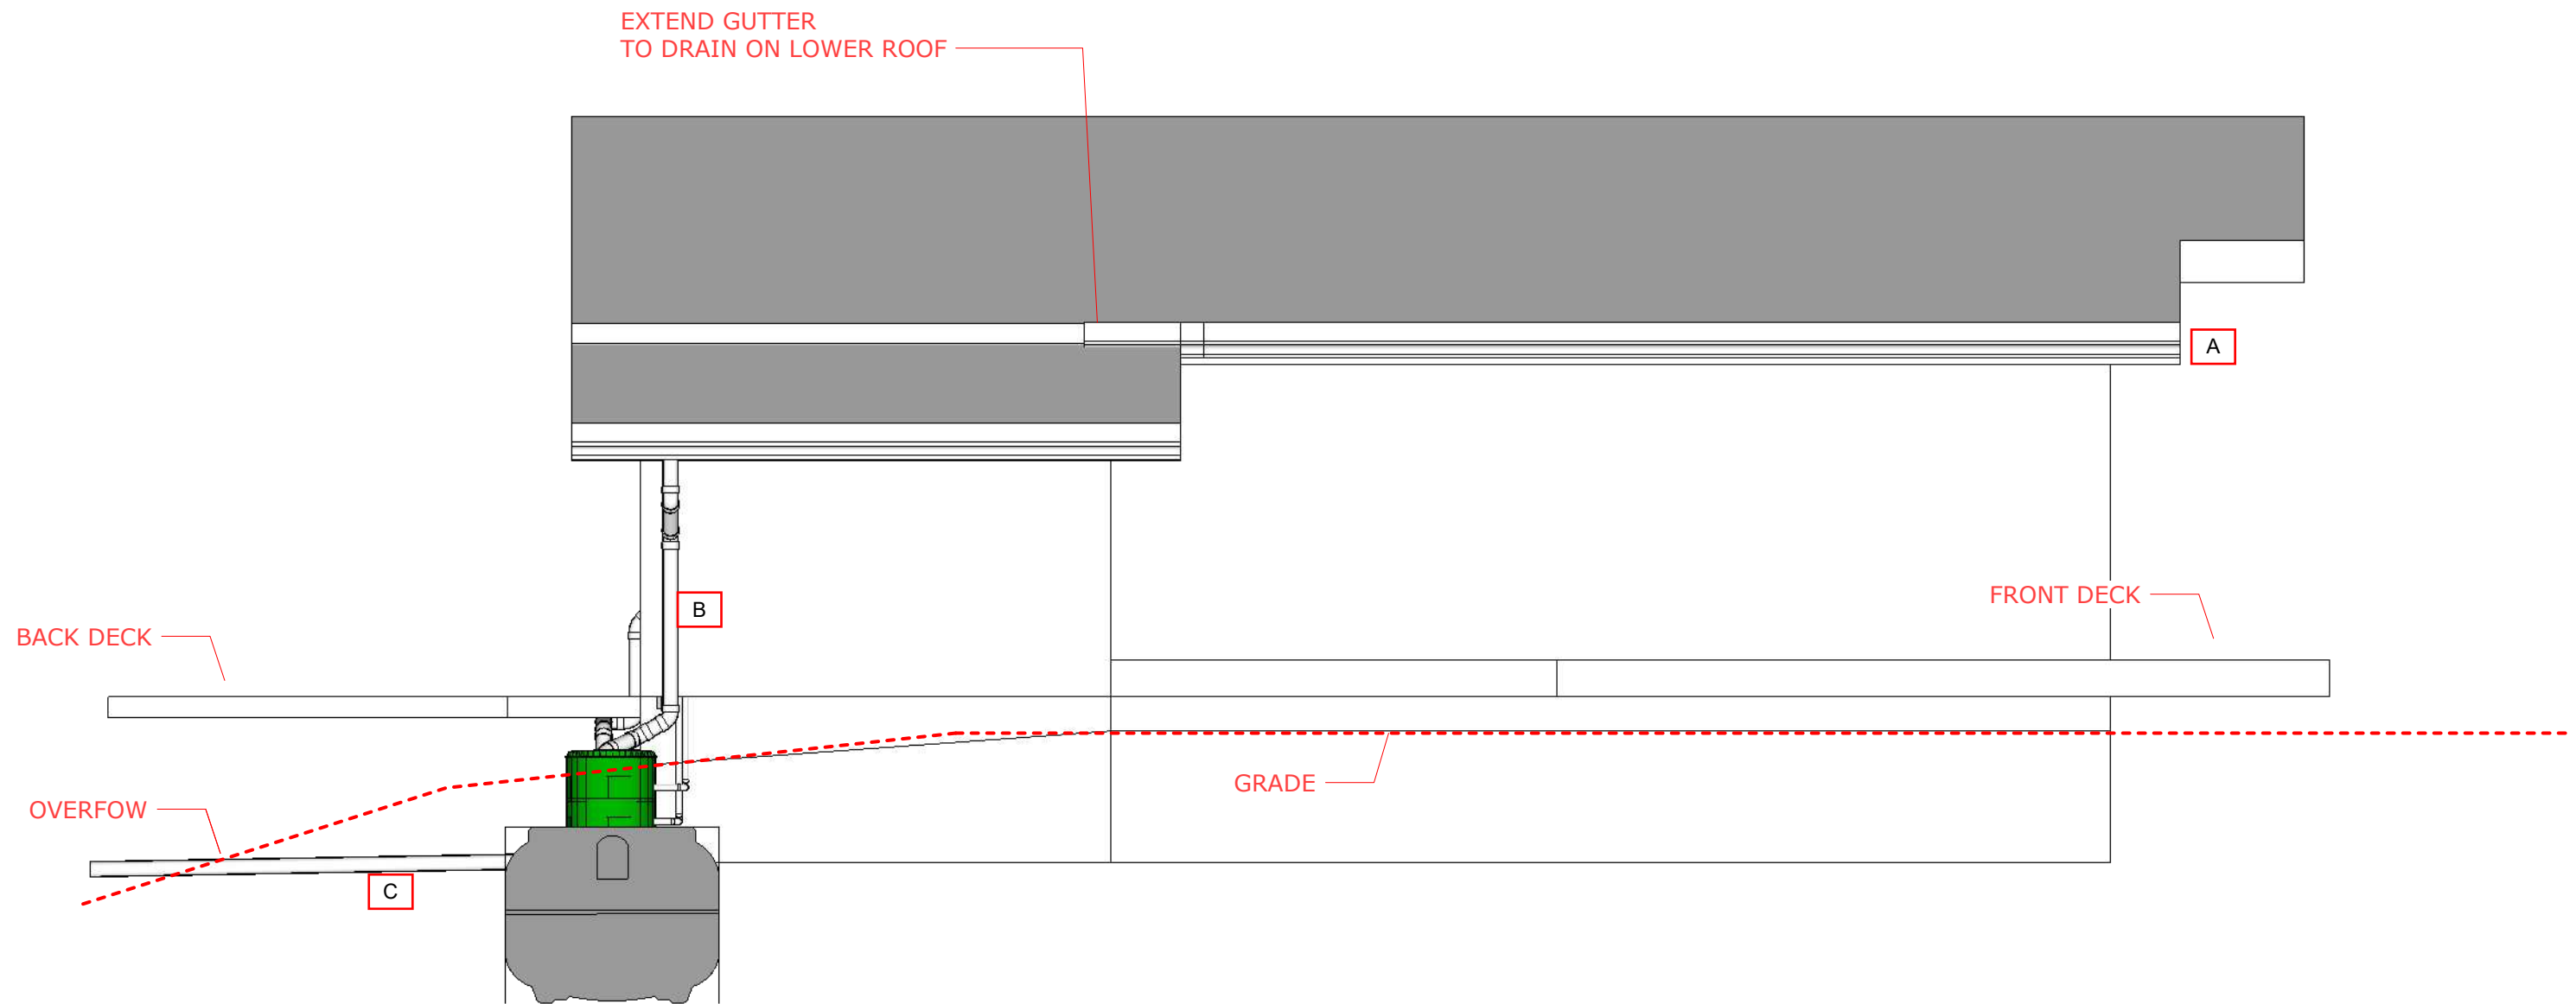 EXTEND GUTTER
TO DRAIN ON LOWER ROOF
A
B
FRONT DECK
BACK DECK
GRADE
OVERFOW
C